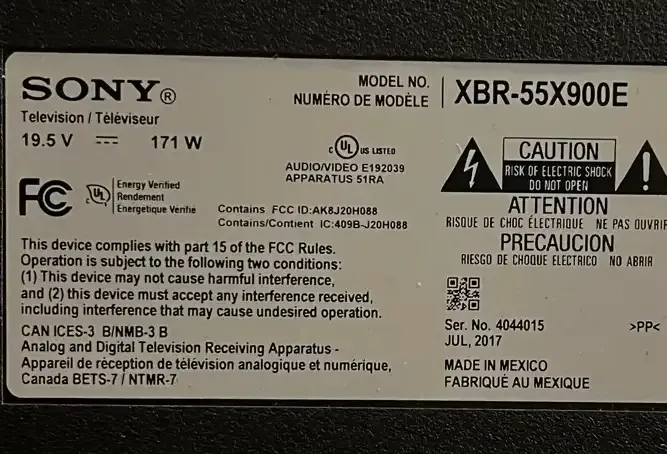 SONY®
Television / Téléviseur
19.5 V ⎓ 171 W
MODEL NO.
NUMÉRO DE MODÈLE
XBR-55X900E
C UL US LISTED
AUDIO/VIDEO E192039
APPARATUS 51RA
FC
UL
Energy Verified
Rendement
Energetique Verifie
Contains FCC ID:AK8J20H088
Contains/Contient IC:409B-J20H088
CAUTION
RISK OF ELECTRIC SHOCK
DO NOT OPEN
ATTENTION
RISQUE DE CHOC ÉLECTRIQUE NE PAS OUVRIR
PRECAUCION
RIESGO DE CHOQUE ELECTRICO NO ABRIR
This device complies with part 15 of the FCC Rules.
Operation is subject to the following two conditions:
(1) This device may not cause harmful interference,
and (2) this device must accept any interference received,
including interference that may cause undesired operation.
CAN ICES-3 B/NMB-3 B
Analog and Digital Television Receiving Apparatus -
Appareil de réception de télévision analogique et numérique,
Canada BETS-7 / NTMR-7
Ser. No. 4044015 >PP<
JUL, 2017
MADE IN MEXICO
FABRIQUÉ AU MEXIQUE